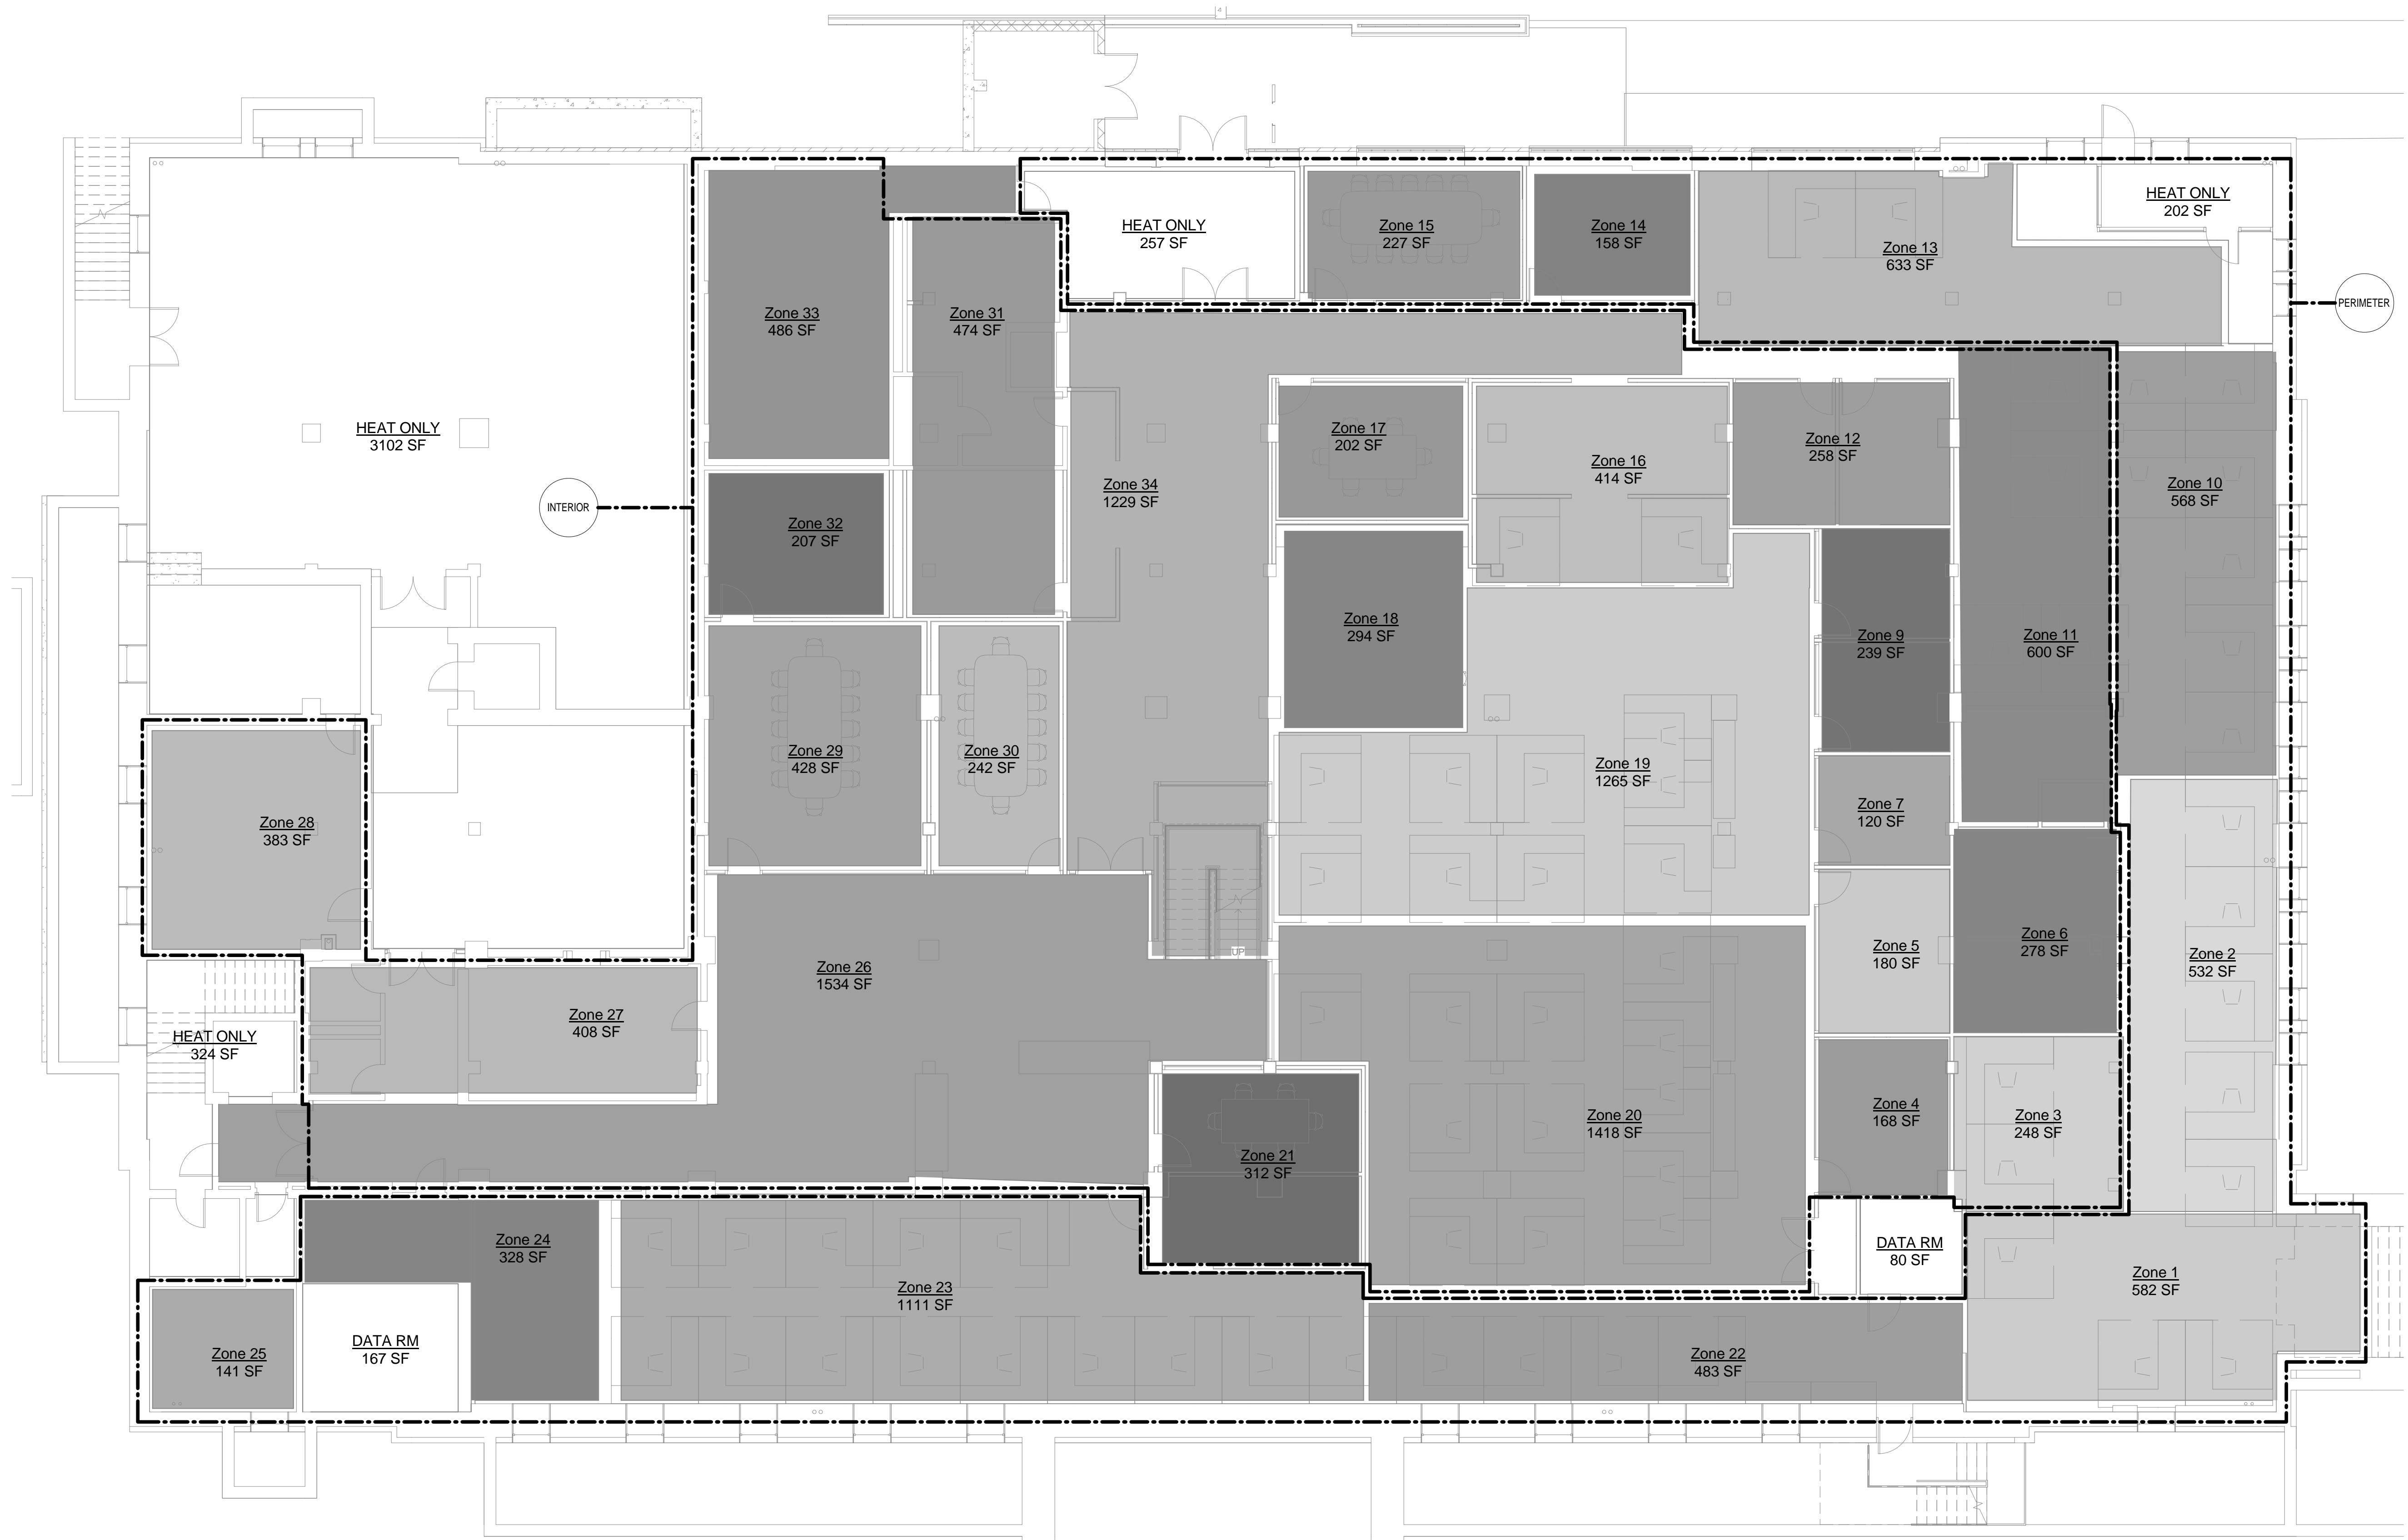 HEAT ONLY
202 SF
HEAT ONLY
257 SF
Zone 15
227 SF
Zone 14
158 SF
Zone 13
633 SF
PERIMETER
Zone 33
486 SF
Zone 31
474 SF
HEAT ONLY
3102 SF
Zone 17
202 SF
Zone 12
258 SF
Zone 16
414 SF
Zone 34
1229 SF
Zone 10
568 SF
INTERIOR
Zone 32
207 SF
Zone 18
294 SF
Zone 9
239 SF
Zone 11
600 SF
Zone 29
428 SF
Zone 30
242 SF
Zone 19
1265 SF
Zone 7
120 SF
Zone 28
383 SF
Zone 5
180 SF
Zone 6
278 SF
UP
Zone 2
532 SF
Zone 26
1534 SF
Zone 27
408 SF
HEAT ONLY
324 SF
Zone 4
168 SF
Zone 3
248 SF
Zone 20
1418 SF
Zone 21
312 SF
Zone 24
328 SF
DATA RM
80 SF
Zone 1
582 SF
Zone 23
1111 SF
DATA RM
167 SF
Zone 25
141 SF
Zone 22
483 SF